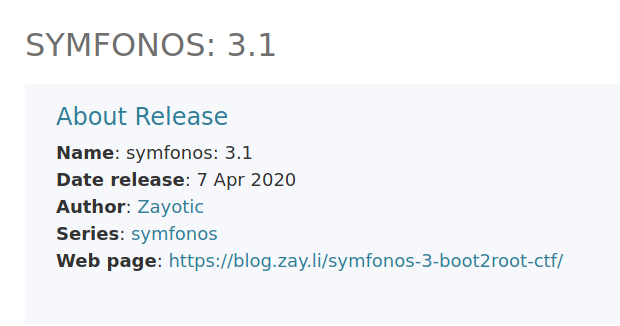 SYMFONOS: 3.1
About Release
Name: symfonos: 3.1
Date release: 7 Apr 2020
Author: Zayotic
Series: symfonos
Web page: https://blog.zay.li/symfonos-3-boot2root-ctf/